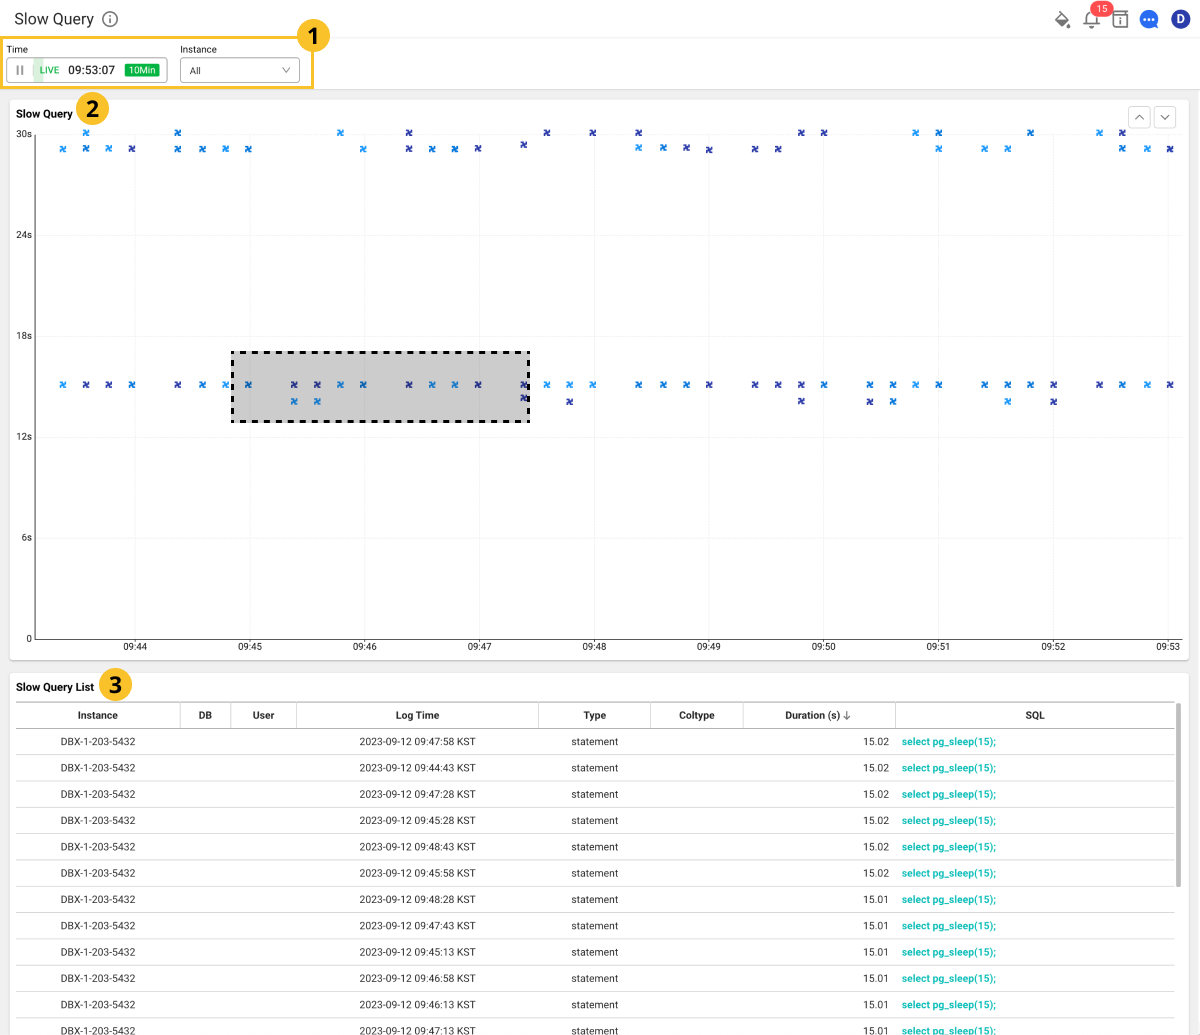 Slow Query
15
D
1
Time
Instance
LIVE 09:53:07 10Min
All
Slow Query 2
30s
24s
18s
12s
6s
0
09:44 09:45 09:46 09:47 09:48 09:49 09:50 09:51 09:52 09:53
Slow Query List 3
Instance DB User Log Time Type Coltype Duration (s) ↓ SQL
DBX-1-203-5432 2023-09-12 09:47:58 KST statement 15.02 select pg_sleep(15);
DBX-1-203-5432 2023-09-12 09:44:43 KST statement 15.02 select pg_sleep(15);
DBX-1-203-5432 2023-09-12 09:47:28 KST statement 15.02 select pg_sleep(15);
DBX-1-203-5432 2023-09-12 09:45:28 KST statement 15.02 select pg_sleep(15);
DBX-1-203-5432 2023-09-12 09:48:43 KST statement 15.02 select pg_sleep(15);
DBX-1-203-5432 2023-09-12 09:45:58 KST statement 15.02 select pg_sleep(15);
DBX-1-203-5432 2023-09-12 09:48:28 KST statement 15.01 select pg_sleep(15);
DBX-1-203-5432 2023-09-12 09:47:43 KST statement 15.01 select pg_sleep(15);
DBX-1-203-5432 2023-09-12 09:45:13 KST statement 15.01 select pg_sleep(15);
DBX-1-203-5432 2023-09-12 09:46:58 KST statement 15.01 select pg_sleep(15);
DBX-1-203-5432 2023-09-12 09:46:13 KST statement 15.01 select pg_sleep(15);
DBX-1-203-5432 2023-09-12 09:47:13 KST statement 15.01 select pg_sleep(15);